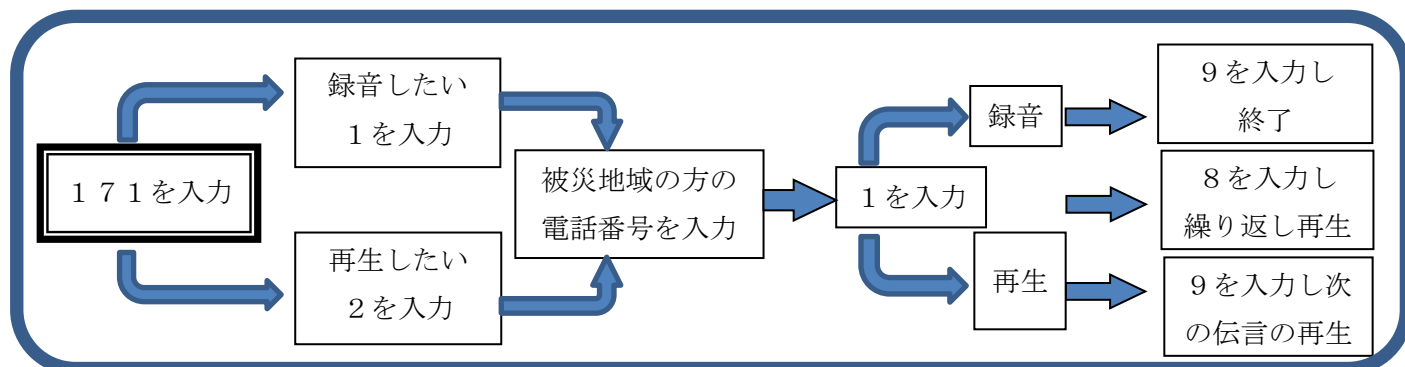 １７１を入力
録音したい
１を入力
再生したい
２を入力
被災地域の方の
電話番号を入力
１を入力
録音
再生
９を入力し
終了
８を入力し
繰り返し再生
９を入力し次
の伝言の再生